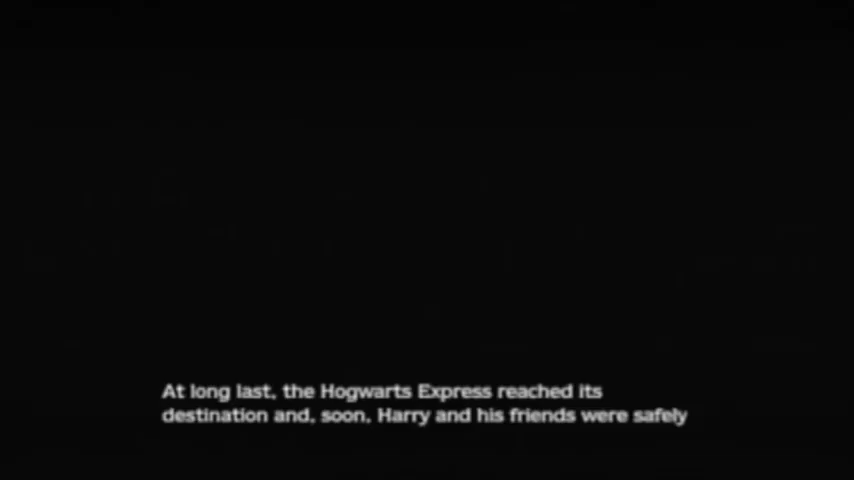 At long last, the Hogwarts Express reached its
destination and, soon, Harry and his friends were safely